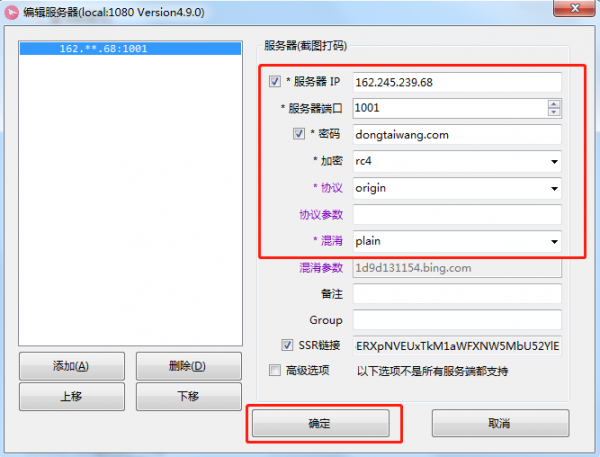 编辑服务器(local:1080 Version4.9.0)
162.**.68:1001
服务器(截图打码)
* 服务器 IP 162.245.239.68
* 服务器端口 1001
* 密码 dongtaiwang.com
* 加密 rc4
* 协议 origin
协议参数
* 混淆 plain
混淆参数 1d9d131154.bing.com
备注
Group
SSR链接 ERXpNVEUxTkM1aWFXNW5MbU52YlE
高级选项 以下选项不是所有服务端都支持
添加(A) 删除(D)
上移 下移
确定 取消